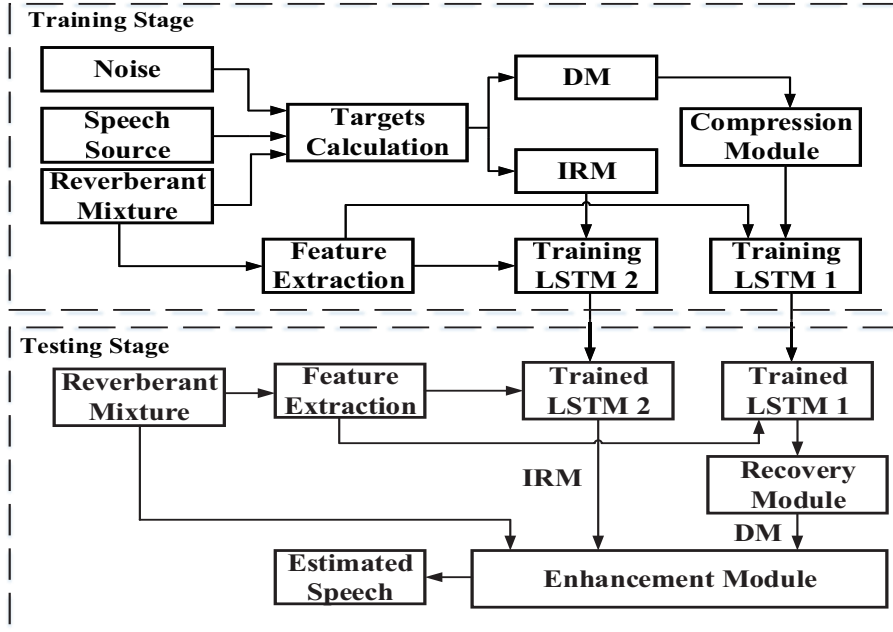 Training Stage
Noise
DM
Speech
Source
Targets
Calculation
Compression
Module
Reverberant
Mixture
IRM
Feature
Extraction
Training
LSTM 2
Training
LSTM 1
Testing Stage
Reverberant
Mixture
Feature
Extraction
Trained
LSTM 2
Trained
LSTM 1
IRM
Recovery
Module
DM
Estimated
Speech
Enhancement Module